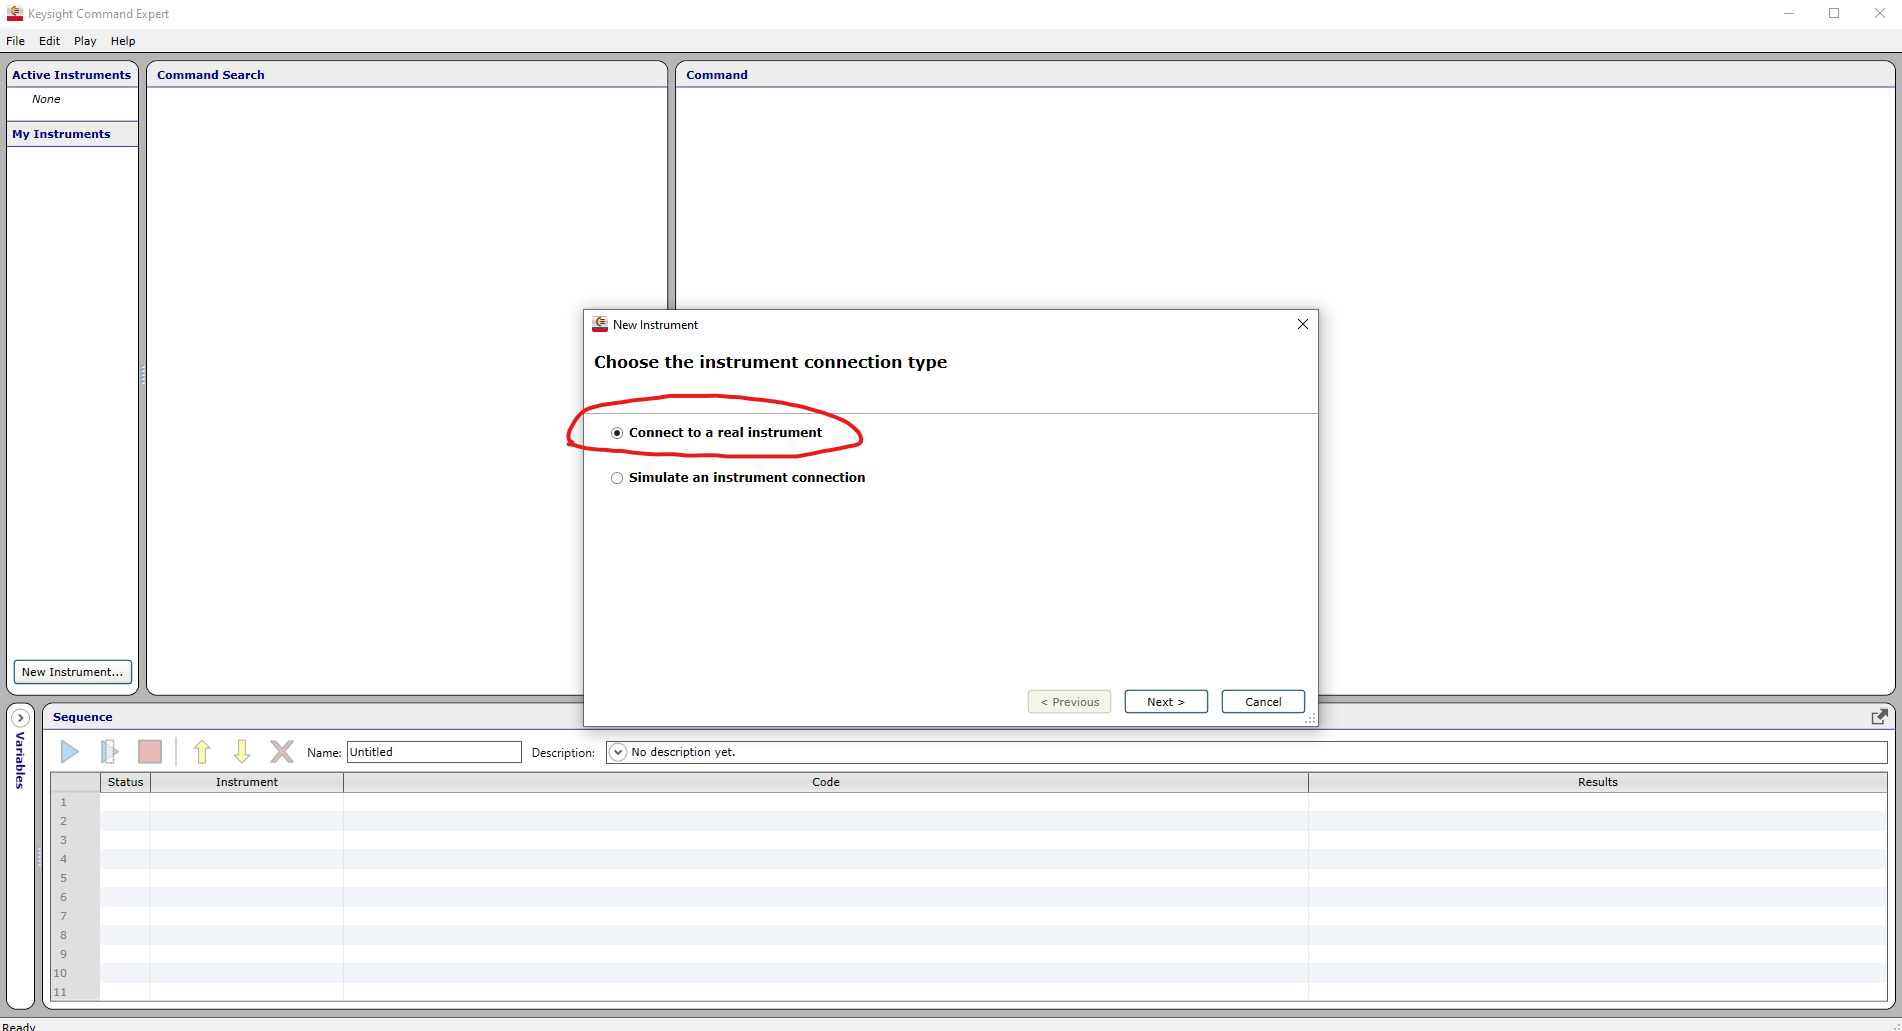 Keysight Command Expert
File Edit Play Help
Active Instruments
None
My Instruments
New Instrument...
Command Search
Command
New Instrument
Choose the instrument connection type
Connect to a real instrument
Simulate an instrument connection
< Previous Next > Cancel
Variables
Sequence
Name: Untitled Description: No description yet.
Status Instrument Code Results
1
2
3
4
5
6
7
8
9
10
11
Ready